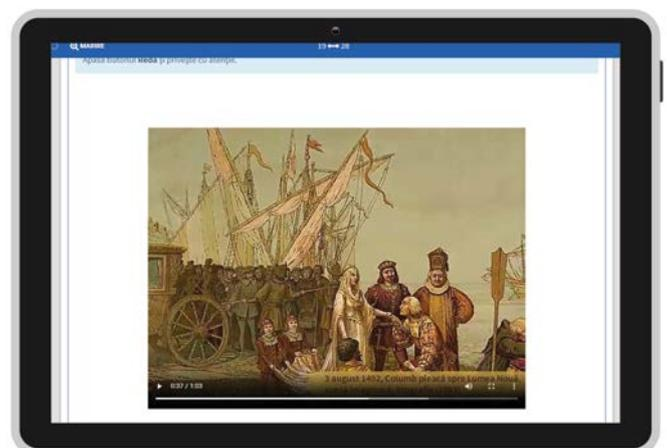 MARIRE
19 28
Apasă butonul Redă și privește cu atenție.
3 august 1492, Columb pleacă spre Lumea Nouă
0:37 / 1:03